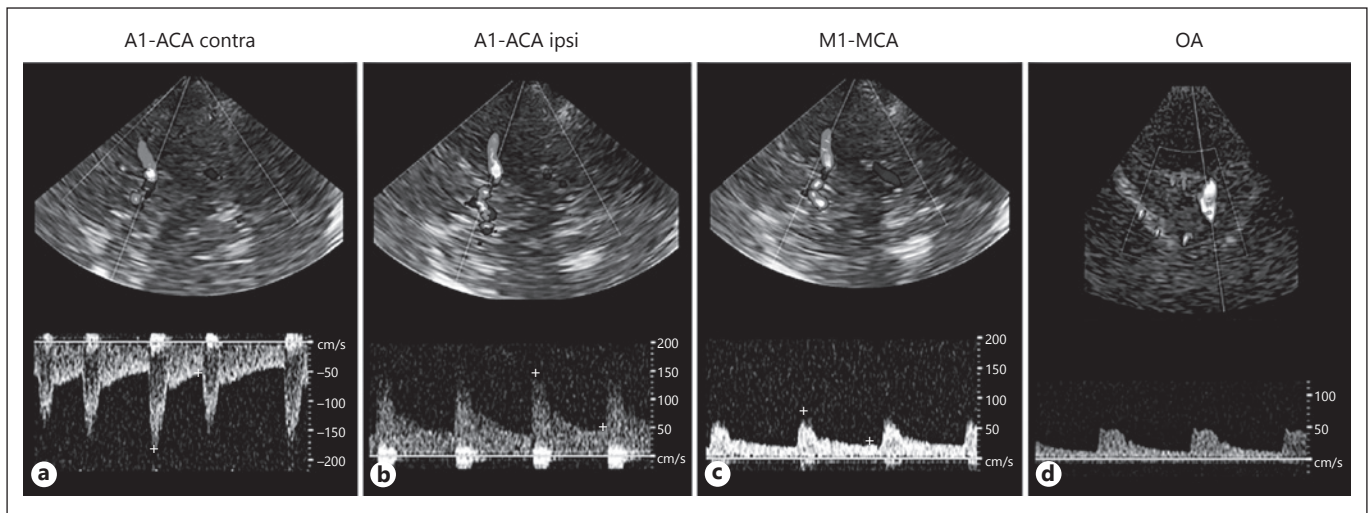 A1-ACA contra
A1-ACA ipsi
M1-MCA
OA
cm/s
–50
–100
–150
–200
a
200
150
100
50
cm/s
b
200
150
100
50
cm/s
c
100
50
cm/s
d